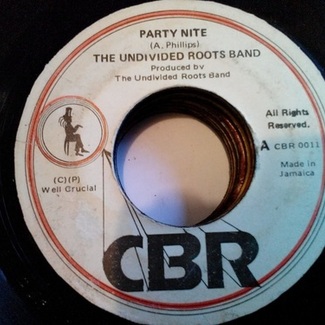 PARTY NITE
(A. Phillips)
THE UNDIVIDED ROOTS BAND
Produced by
The Undivided Roots Band
All Rights
Reserved.
A CBR 0011
Made in
Jamaica
(C)(P)
Well Crucial
CBR